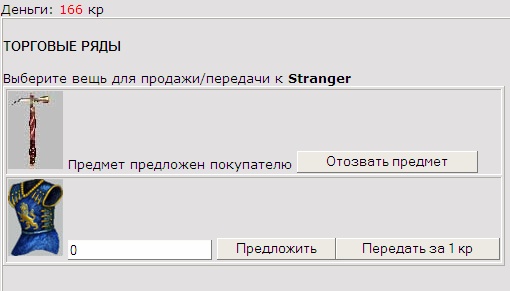 Деньги: 166 кр
ТОРГОВЫЕ РЯДЫ
Выберите вещь для продажи/передачи к Stranger
Предмет предложен покупателю Отозвать предмет
0 Предложить Передать за 1 кр